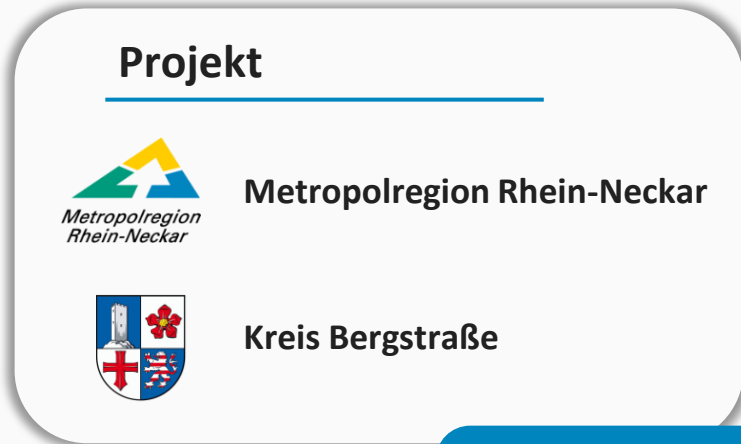 Projekt
Metropolregion
Rhein-Neckar
Metropolregion Rhein-Neckar
Kreis Bergstraße